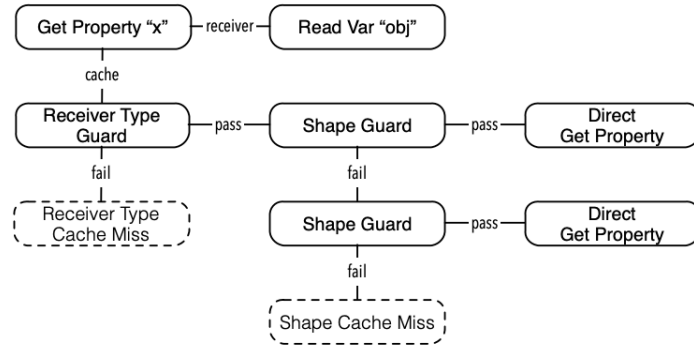 Get Property “x”
receiver
Read Var “obj”
cache
Receiver Type
Guard
pass
Shape Guard
pass
Direct
Get Property
fail
fail
Receiver Type
Cache Miss
Shape Guard
pass
Direct
Get Property
fail
Shape Cache Miss